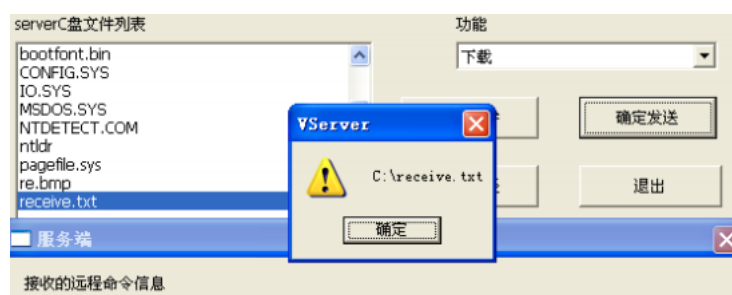 serverC盘文件列表
功能
bootfont.bin
下载
CONFIG.SYS
IO.SYS
MSDOS.SYS
NTDETECT.COM
ntldr
pagefile.sys
re.bmp
receive.txt
VServer
C:\receive.txt
确定
确定发送
退出
服务端
接收的远程命令信息